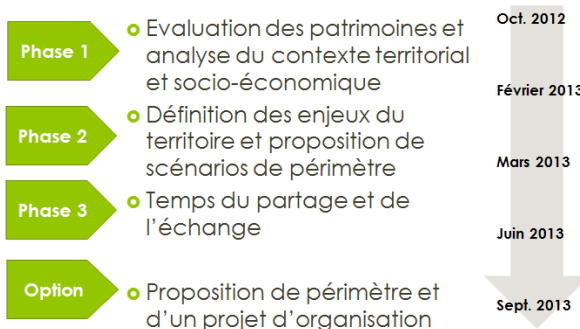 Phase 1
Evaluation des patrimoines et
analyse du contexte territorial
et socio-économique
Phase 2
Définition des enjeux du
territoire et proposition de
scénarios de périmètre
Phase 3
Temps du partage et de
l'échange
Option
Proposition de périmètre et
d'un projet d'organisation
Oct. 2012
Février 2013
Mars 2013
Juin 2013
Sept. 2013